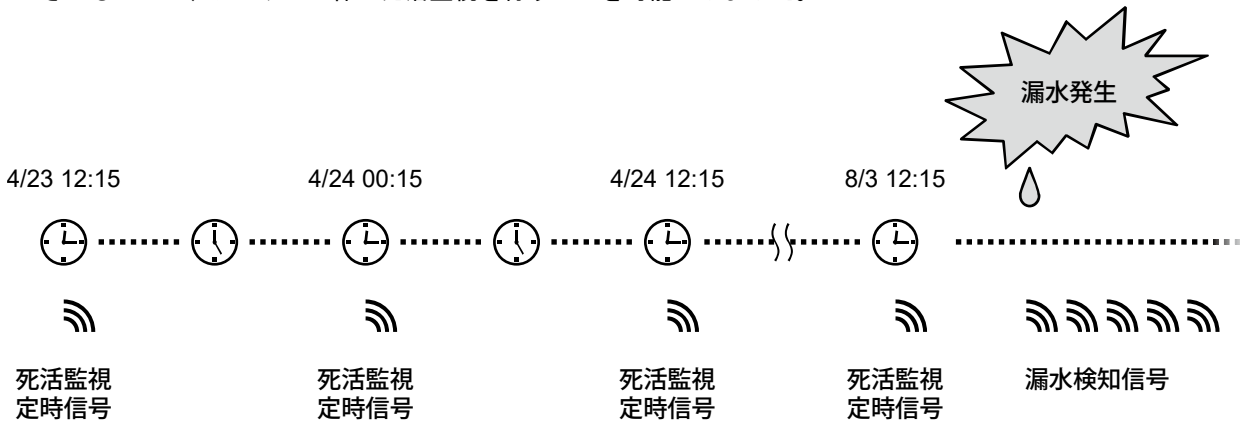 漏水発生
4/23 12:15
4/24 00:15
4/24 12:15
8/3 12:15
死活監視
定時信号
死活監視
定時信号
死活監視
定時信号
死活監視
定時信号
漏水検知信号